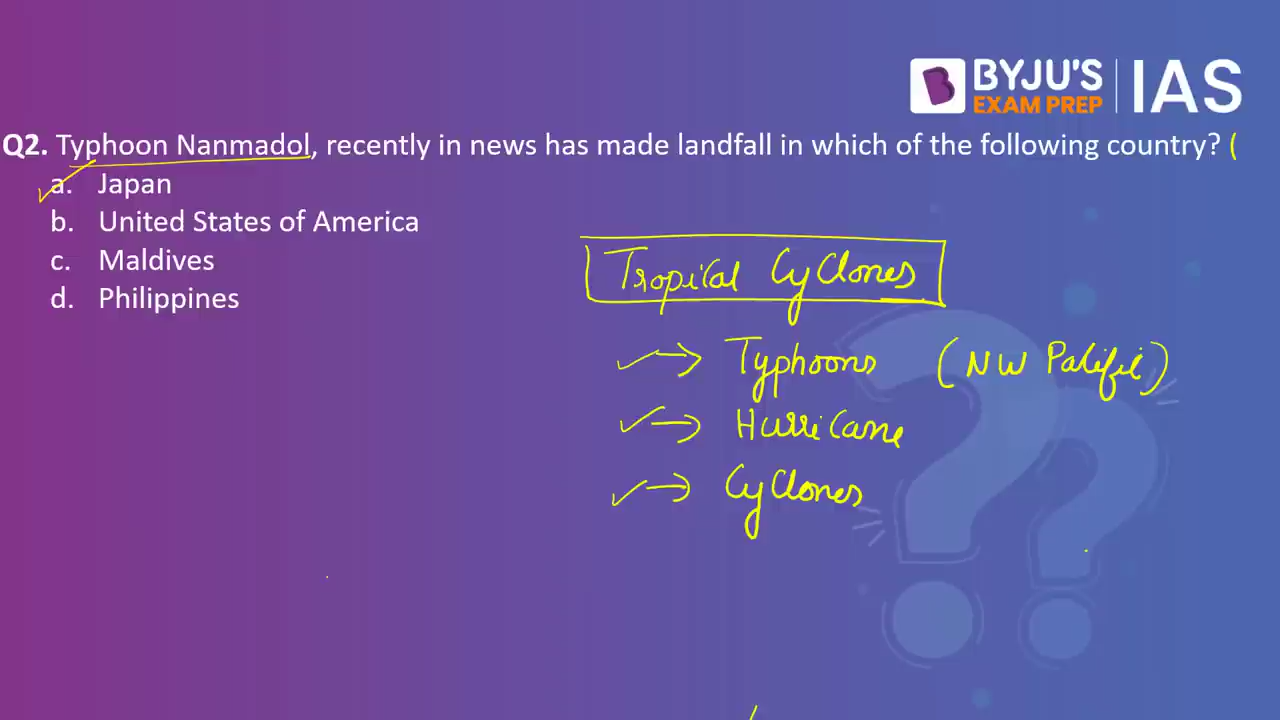 BYJU'S
EXAM PREP
IAS
Q2. Typhoon Nanmadol, recently in news has made landfall in which of the following country? (
a. Japan
b. United States of America
c. Maldives
d. Philippines
Tropical Cyclones
Typhoons (NW Pacific)
Hurricane
Cyclones